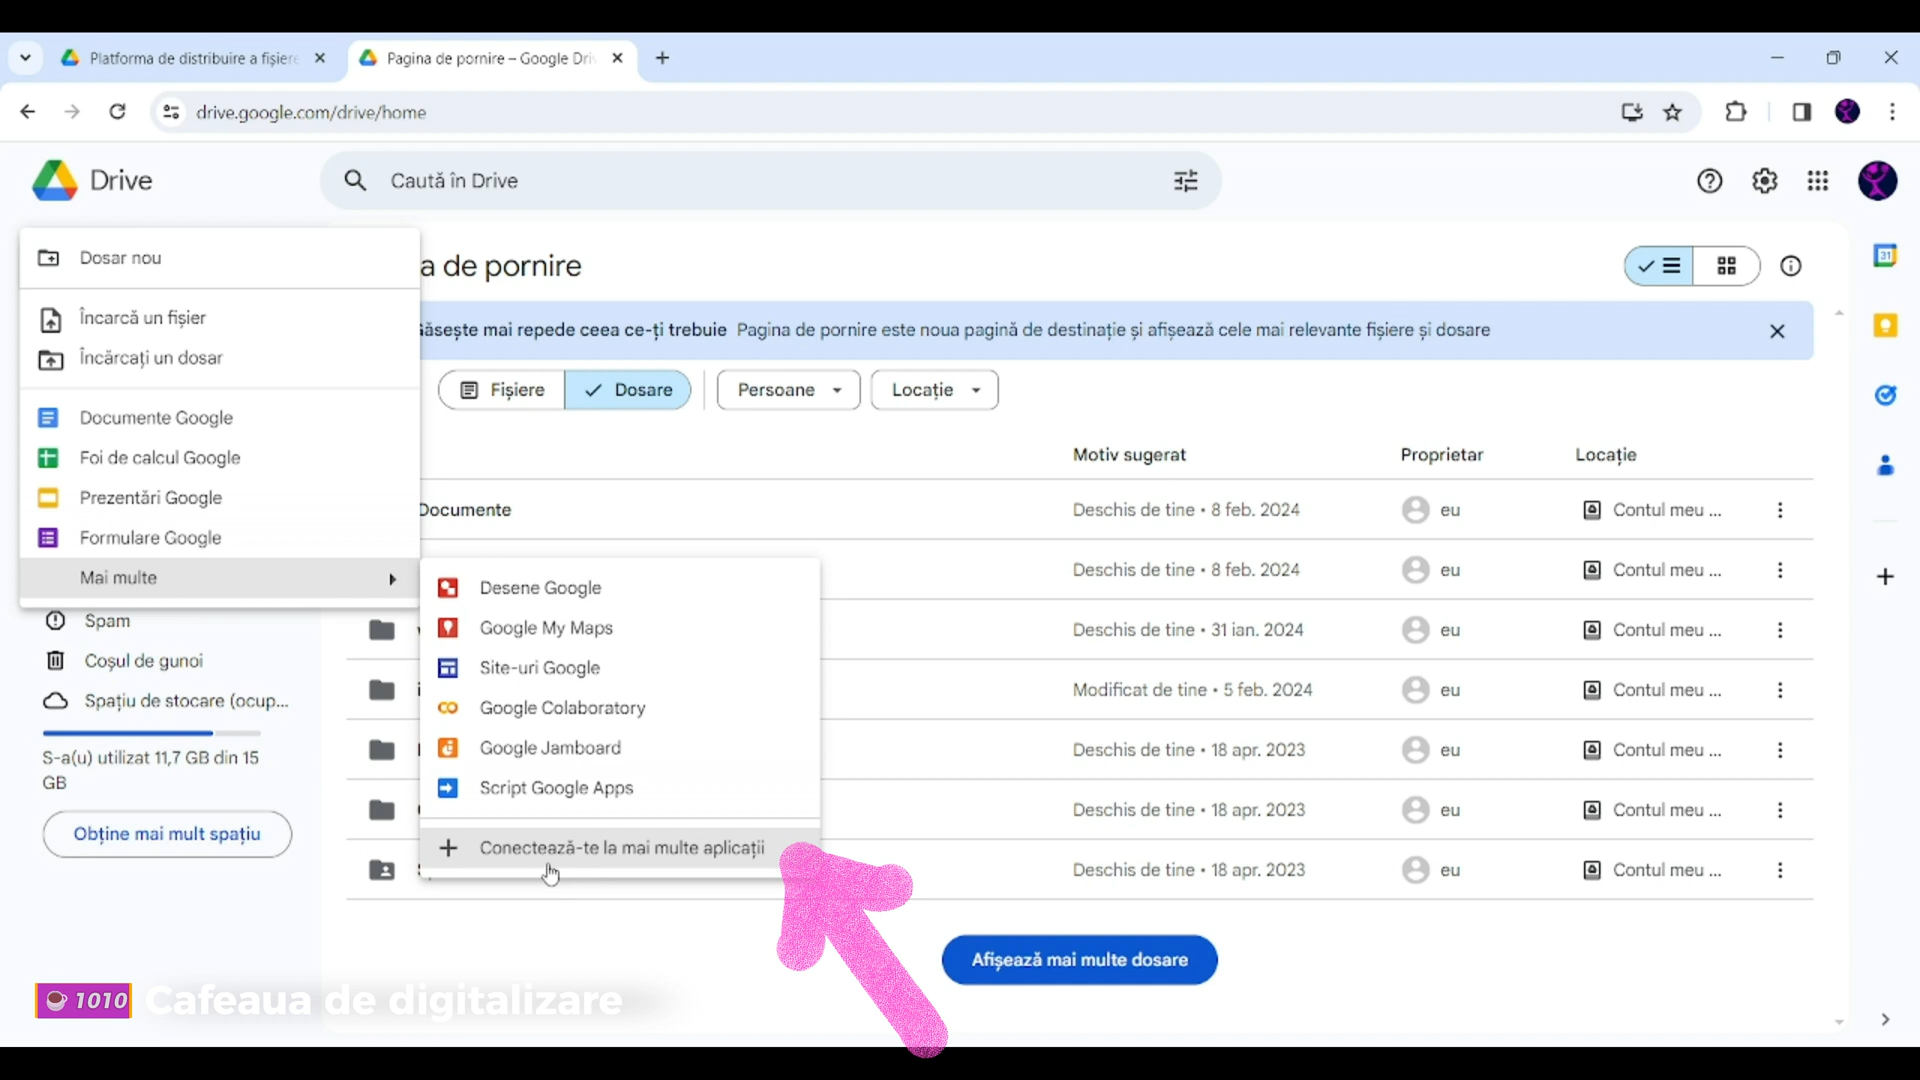 Platforma de distribuire a fișiere
Pagina de pornire – Google Dri
drive.google.com/drive/home
Drive
Caută în Drive
Dosar nou
Încarcă un fișier
Încărcați un dosar
Documente Google
Foi de calcul Google
Prezentări Google
Formulare Google
Mai multe
Spam
Coșul de gunoi
Spațiu de stocare (ocup...
S-a(u) utilizat 11,7 GB din 15
GB
Obține mai mult spațiu
Desene Google
Google My Maps
Site-uri Google
Google Colaboratory
Google Jamboard
Script Google Apps
Conectează-te la mai multe aplicații
a de pornire
Găsește mai repede ceea ce-ți trebuie Pagina de pornire este noua pagină de destinație și afișează cele mai relevante fișiere și dosare
Fișiere Dosare Persoane Locație
Motiv sugerat Proprietar Locație
Documente Deschis de tine • 8 feb. 2024 eu Contul meu ...
Deschis de tine • 8 feb. 2024 eu Contul meu ...
Deschis de tine • 31 ian. 2024 eu Contul meu ...
Modificat de tine • 5 feb. 2024 eu Contul meu ...
Deschis de tine • 18 apr. 2023 eu Contul meu ...
Deschis de tine • 18 apr. 2023 eu Contul meu ...
Deschis de tine • 18 apr. 2023 eu Contul meu ...
Afișează mai multe dosare
31
1010 Cafeaua de digitalizare